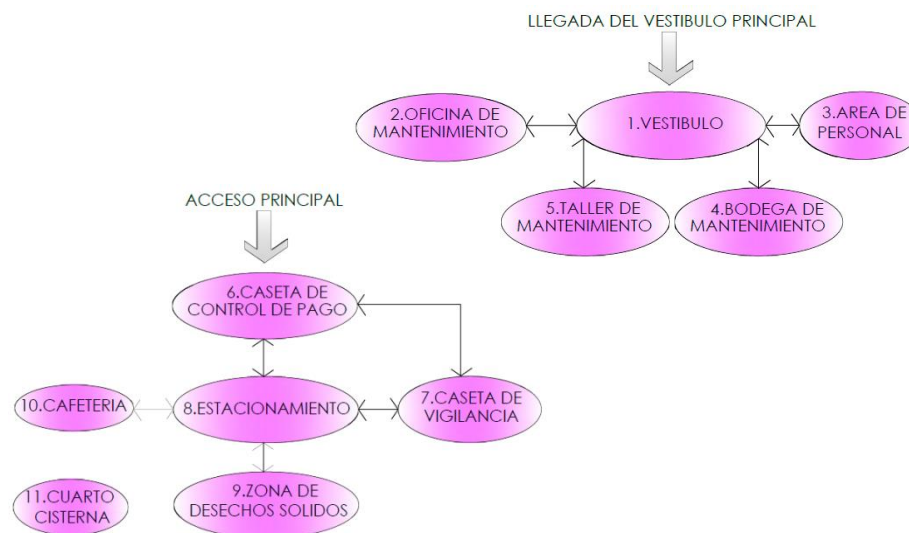 LLEGADA DEL VESTIBULO PRINCIPAL
2.OFICINA DE
MANTENIMIENTO
1.VESTIBULO
3.AREA DE
PERSONAL
5.TALLER DE
MANTENIMIENTO
4.BODEGA DE
MANTENIMIENTO
ACCESO PRINCIPAL
6.CASETA DE
CONTROL DE PAGO
10.CAFETERIA
8.ESTACIONAMIENTO
7.CASETA DE
VIGILANCIA
11.CUARTO
CISTERNA
9.ZONA DE
DESECHOS SOLIDOS